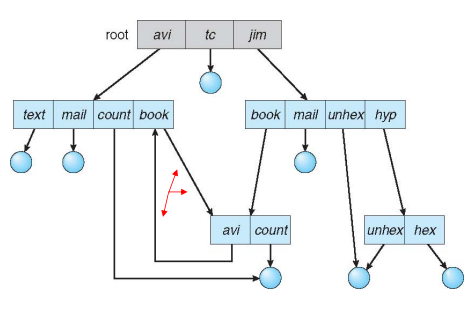 root avi tc jim
text mail count book book mail unhex hyp
avi count unhex hex